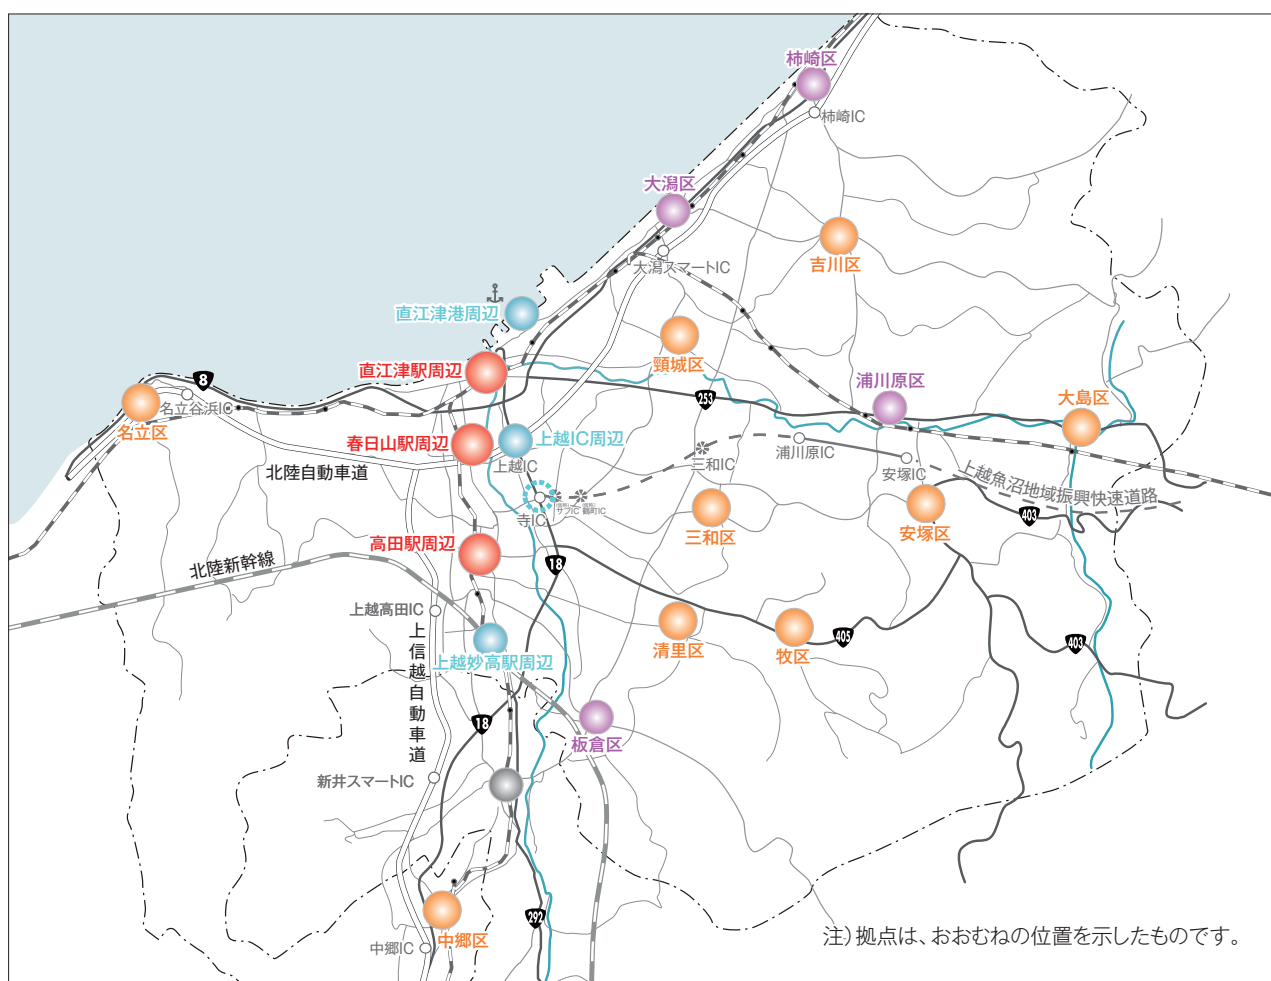 柿崎区
柿崎IC
大潟区
大潟スマートIC
吉川区
直江津港周辺
頸城区
直江津駅周辺
8
名立谷浜IC
名立区
253
浦川原区
大島区
春日山駅周辺
上越IC周辺
上越IC
北陸自動車道
三和IC
浦川原IC
安塚IC
上越魚沼地域振興快速道路
寺IC
三和区
安塚区
403
高田駅周辺
18
北陸新幹線
上越高田IC
清里区
牧区
405
403
上越妙高駅周辺
上信越自動車道
18
板倉区
新井スマートIC
292
中郷区
中郷IC
注）拠点は、おおむねの位置を示したものです。